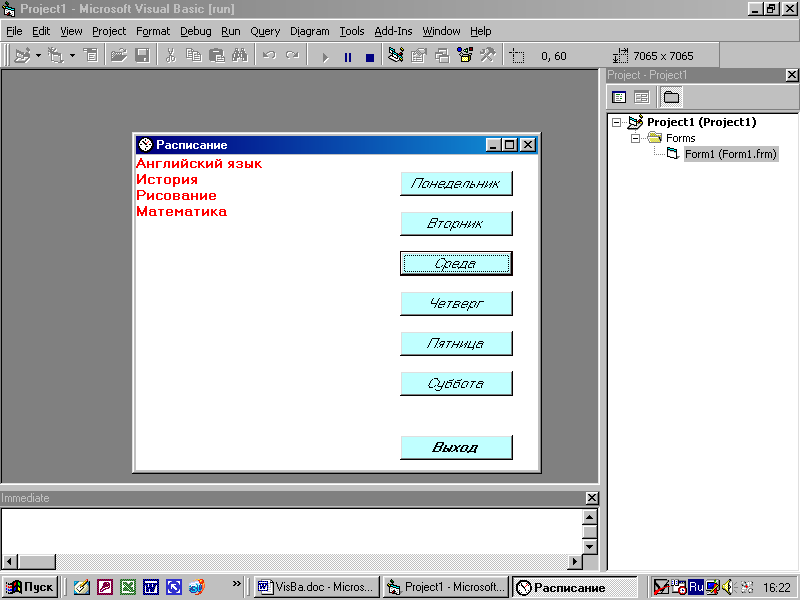 Project1 - Microsoft Visual Basic [run]
File Edit View Project Format Debug Run Query Diagram Tools Add-Ins Window Help
0, 60 7065 x 7065
Project - Project1
Project1 (Project1)
Forms
Form1 (Form1.frm)
Расписание
Английский язык
История
Рисование
Математика
Понедельник
Вторник
Среда
Четверг
Пятница
Суббота
Выход
Immediate
Пуск » VisBa.doc - Micros... Project1 - Microsoft... Расписание Ru 16:22